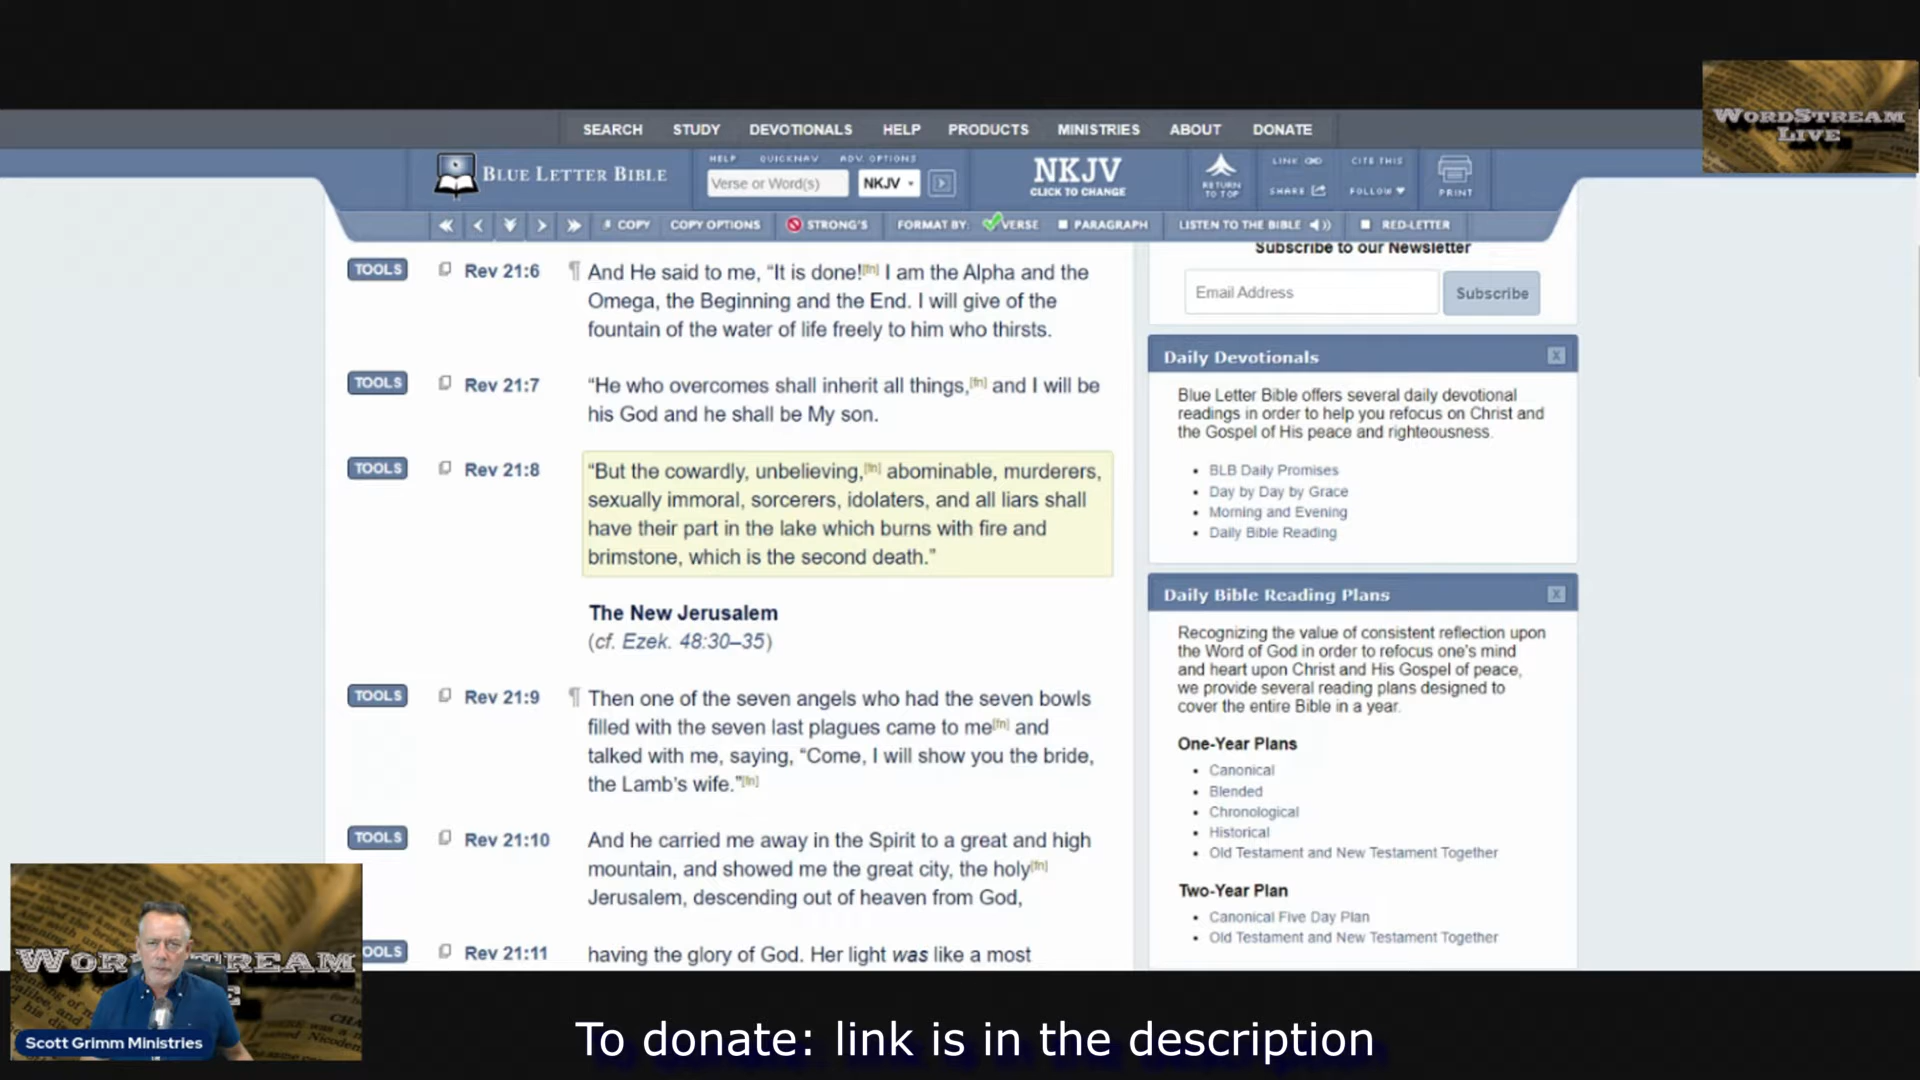 WORDSTREAM
LIVE
SEARCH STUDY DEVOTIONALS HELP PRODUCTS MINISTRIES ABOUT DONATE
BLUE LETTER BIBLE
HELP QUICKNAV ADV. OPTIONS
Verse or Word(s) NKJV
NKJV
CLICK TO CHANGE
RETURN
TO TOP
LINK CITE THIS
SHARE FOLLOW
PRINT
COPY COPY OPTIONS STRONG'S FORMAT BY: VERSE PARAGRAPH LISTEN TO THE BIBLE RED-LETTER
TOOLS Rev 21:6 ¶ And He said to me, “It is done![fn] I am the Alpha and the
Omega, the Beginning and the End. I will give of the
fountain of the water of life freely to him who thirsts.
TOOLS Rev 21:7 “He who overcomes shall inherit all things,[fn] and I will be
his God and he shall be My son.
TOOLS Rev 21:8 “But the cowardly, unbelieving,[fn] abominable, murderers,
sexually immoral, sorcerers, idolaters, and all liars shall
have their part in the lake which burns with fire and
brimstone, which is the second death.”
The New Jerusalem
(cf. Ezek. 48:30–35)
TOOLS Rev 21:9 ¶ Then one of the seven angels who had the seven bowls
filled with the seven last plagues came to me[fn] and
talked with me, saying, “Come, I will show you the bride,
the Lamb’s wife.”[fn]
TOOLS Rev 21:10 And he carried me away in the Spirit to a great and high
mountain, and showed me the great city, the holy[fn]
Jerusalem, descending out of heaven from God,
OOLS Rev 21:11 having the glory of God. Her light was like a most
Subscribe to our Newsletter
Email Address Subscribe
Daily Devotionals X
Blue Letter Bible offers several daily devotional
readings in order to help you refocus on Christ and
the Gospel of His peace and righteousness.
• BLB Daily Promises
• Day by Day by Grace
• Morning and Evening
• Daily Bible Reading
Daily Bible Reading Plans X
Recognizing the value of consistent reflection upon
the Word of God in order to refocus one's mind
and heart upon Christ and His Gospel of peace,
we provide several reading plans designed to
cover the entire Bible in a year.
One-Year Plans
• Canonical
• Blended
• Chronological
• Historical
• Old Testament and New Testament Together
Two-Year Plan
• Canonical Five Day Plan
• Old Testament and New Testament Together
Scott Grimm Ministries
To donate: link is in the description